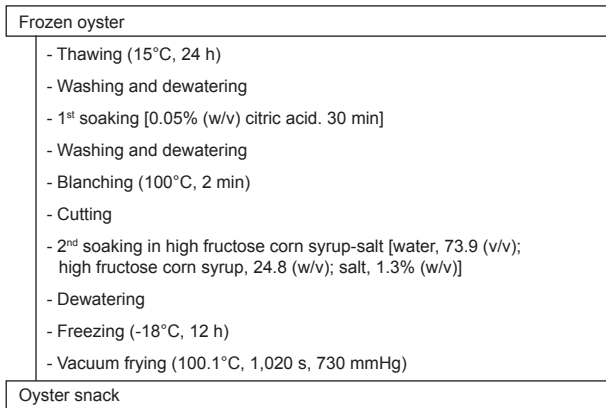 Frozen oyster
- Thawing (15°C, 24 h)
- Washing and dewatering
- 1st soaking [0.05% (w/v) citric acid. 30 min]
- Washing and dewatering
- Blanching (100°C, 2 min)
- Cutting
- 2nd soaking in high fructose corn syrup-salt [water, 73.9 (v/v);
high fructose corn syrup, 24.8 (w/v); salt, 1.3% (w/v)]
- Dewatering
- Freezing (-18°C, 12 h)
- Vacuum frying (100.1°C, 1,020 s, 730 mmHg)
Oyster snack